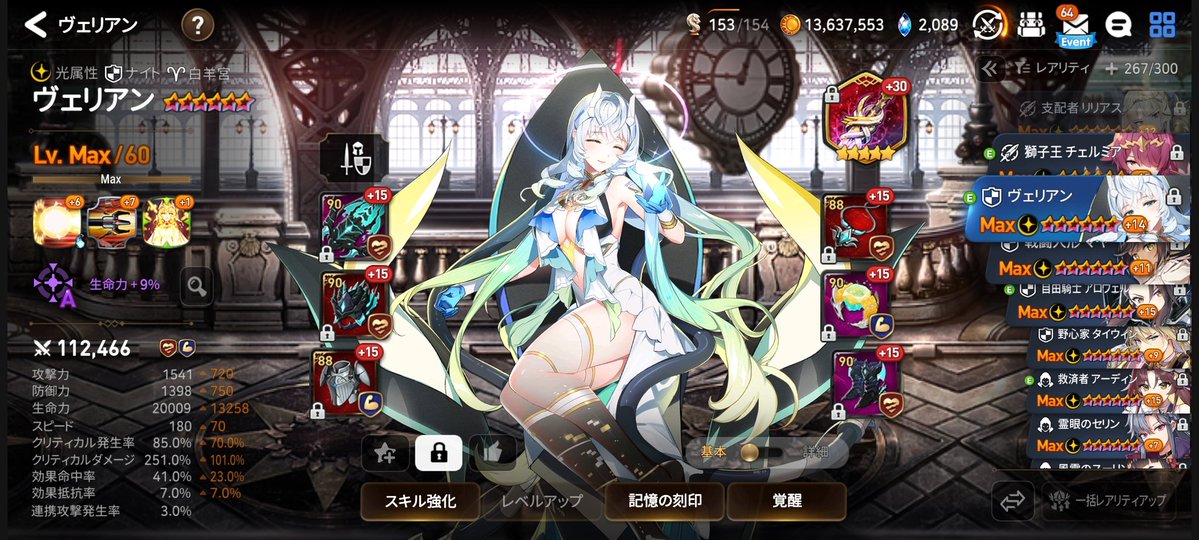 ヴェリアン
?
153/154
13,637,553
2,089
64
Event
光属性 ナイト 白羊宮
ヴェリアン
Lv. Max/60
Max
+6
+7
+1
A
生命力 + 9%
112,466
攻撃力 1541 720
防御力 1398 750
生命力 20009 13258
スピード 180 70
クリティカル発生率 85.0% 70.0%
クリティカルダメージ 251.0% 101.0%
効果命中率 41.0% 23.0%
効果抵抗率 7.0% 7.0%
連携攻撃発生率 3.0%
90 +15
90 +15
88 +15
+30
88 +15
90 +15
90 +15
基本 詳細
スキル強化
レベルアップ
記憶の刻印
覚醒
レアリティ
267/300
支配者 リリアス
E 獅子王 チェルミア
E ヴェリアン
Max +14
Max +11
E 自由騎士 アロウェル
Max +15
野心家 タイウィン
Max +9
E 救済者 アーディン
Max +15
霊眼のセリン
Max +7
一括レアリティアップ